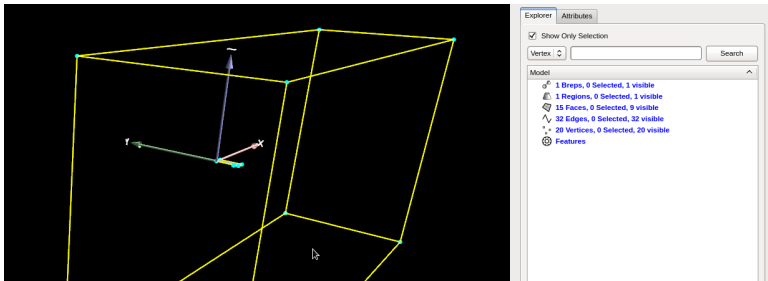 Explorer Attributes
Show Only Selection
Vertex Search
Model
1 Breps, 0 Selected, 1 visible
1 Regions, 0 Selected, 1 visible
15 Faces, 0 Selected, 9 visible
32 Edges, 0 Selected, 32 visible
20 Vertices, 0 Selected, 20 visible
Features
Y X